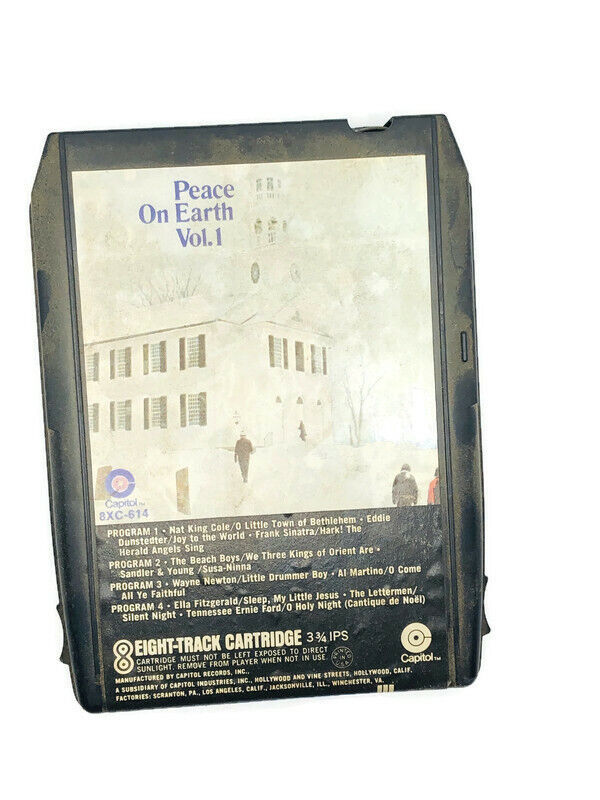 Peace
On Earth
Vol.1
Capitol™
8XC-614
PROGRAM 1 • Nat King Cole/O Little Town of Bethlehem • Eddie
Dunstedter/Joy to the World • Frank Sinatra/Hark! The
Herald Angels Sing
PROGRAM 2 • The Beach Boys/We Three Kings of Orient Are •
Sandler & Young /Susa-Ninna
PROGRAM 3 • Wayne Newton/Little Drummer Boy • Al Martino/O Come
All Ye Faithful
PROGRAM 4 • Ella Fitzgerald/Sleep, My Little Jesus • The Lettermen/
Silent Night • Tennessee Ernie Ford/O Holy Night (Cantique de Noël)
8 EIGHT-TRACK CARTRIDGE 3¾ IPS
CARTRIDGE MUST NOT BE LEFT EXPOSED TO DIRECT
SUNLIGHT. REMOVE FROM PLAYER WHEN NOT IN USE.
PRINTED IN U.S.A.
Capitol™
MANUFACTURED BY CAPITOL RECORDS, INC.,
A SUBSIDIARY OF CAPITOL INDUSTRIES, INC., HOLLYWOOD AND VINE STREETS, HOLLYWOOD, CALIF.
FACTORIES: SCRANTON, PA., LOS ANGELES, CALIF., JACKSONVILLE, ILL., WINCHESTER, VA.